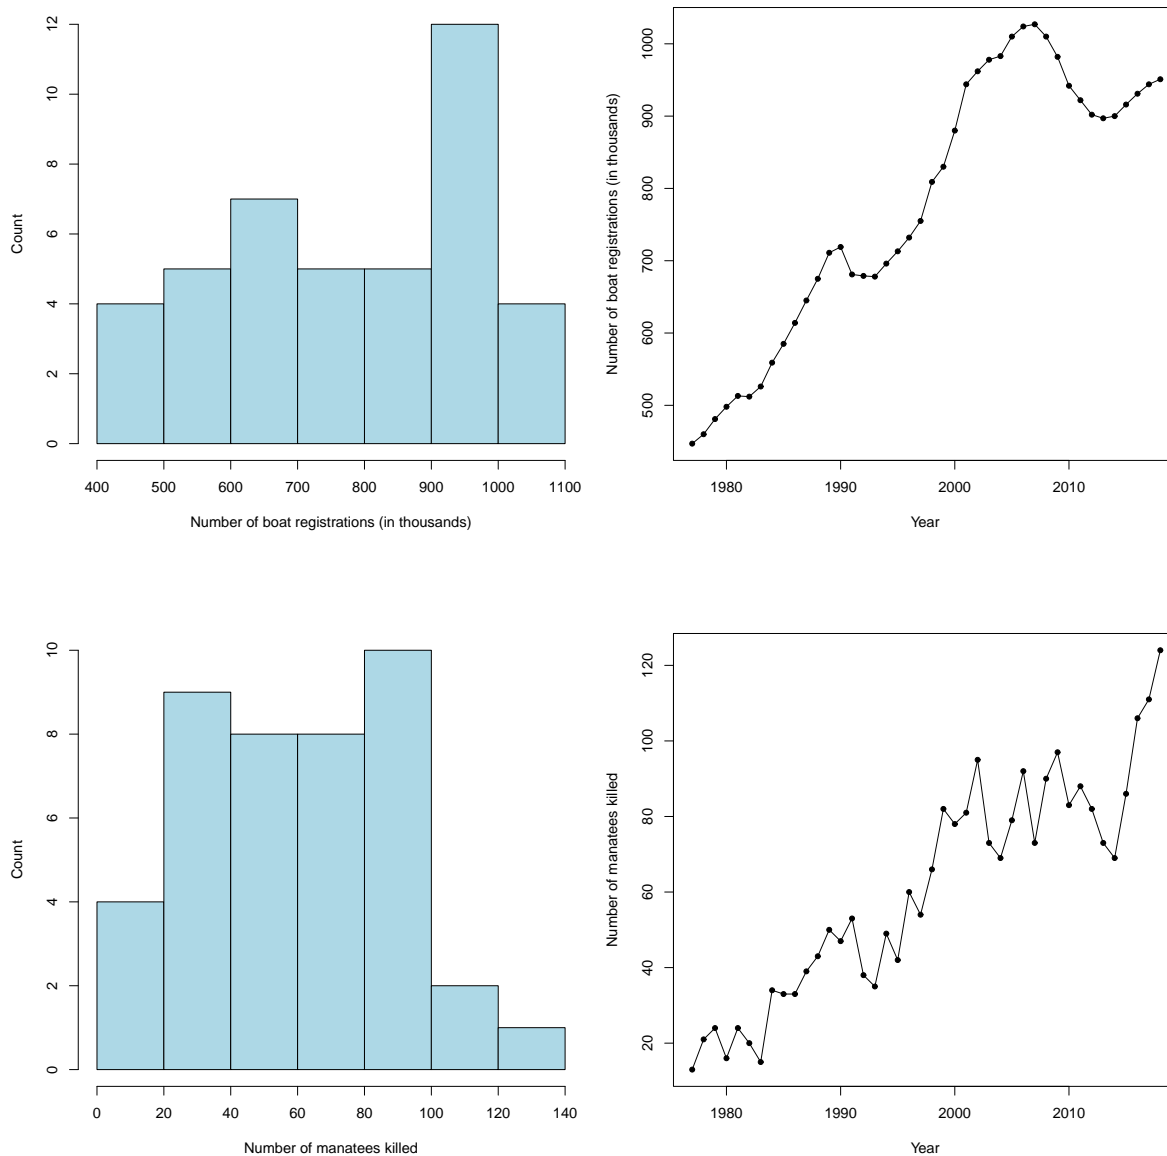 12
10
8
6
4
2
0
Count
400 500 600 700 800 900 1000 1100
Number of boat registrations (in thousands)
1000
900
800
700
600
500
Number of boat registrations (in thousands)
1980 1990 2000 2010
Year
10
8
6
4
2
0
Count
0 20 40 60 80 100 120 140
Number of manatees killed
120
100
80
60
40
20
Number of manatees killed
1980 1990 2000 2010
Year